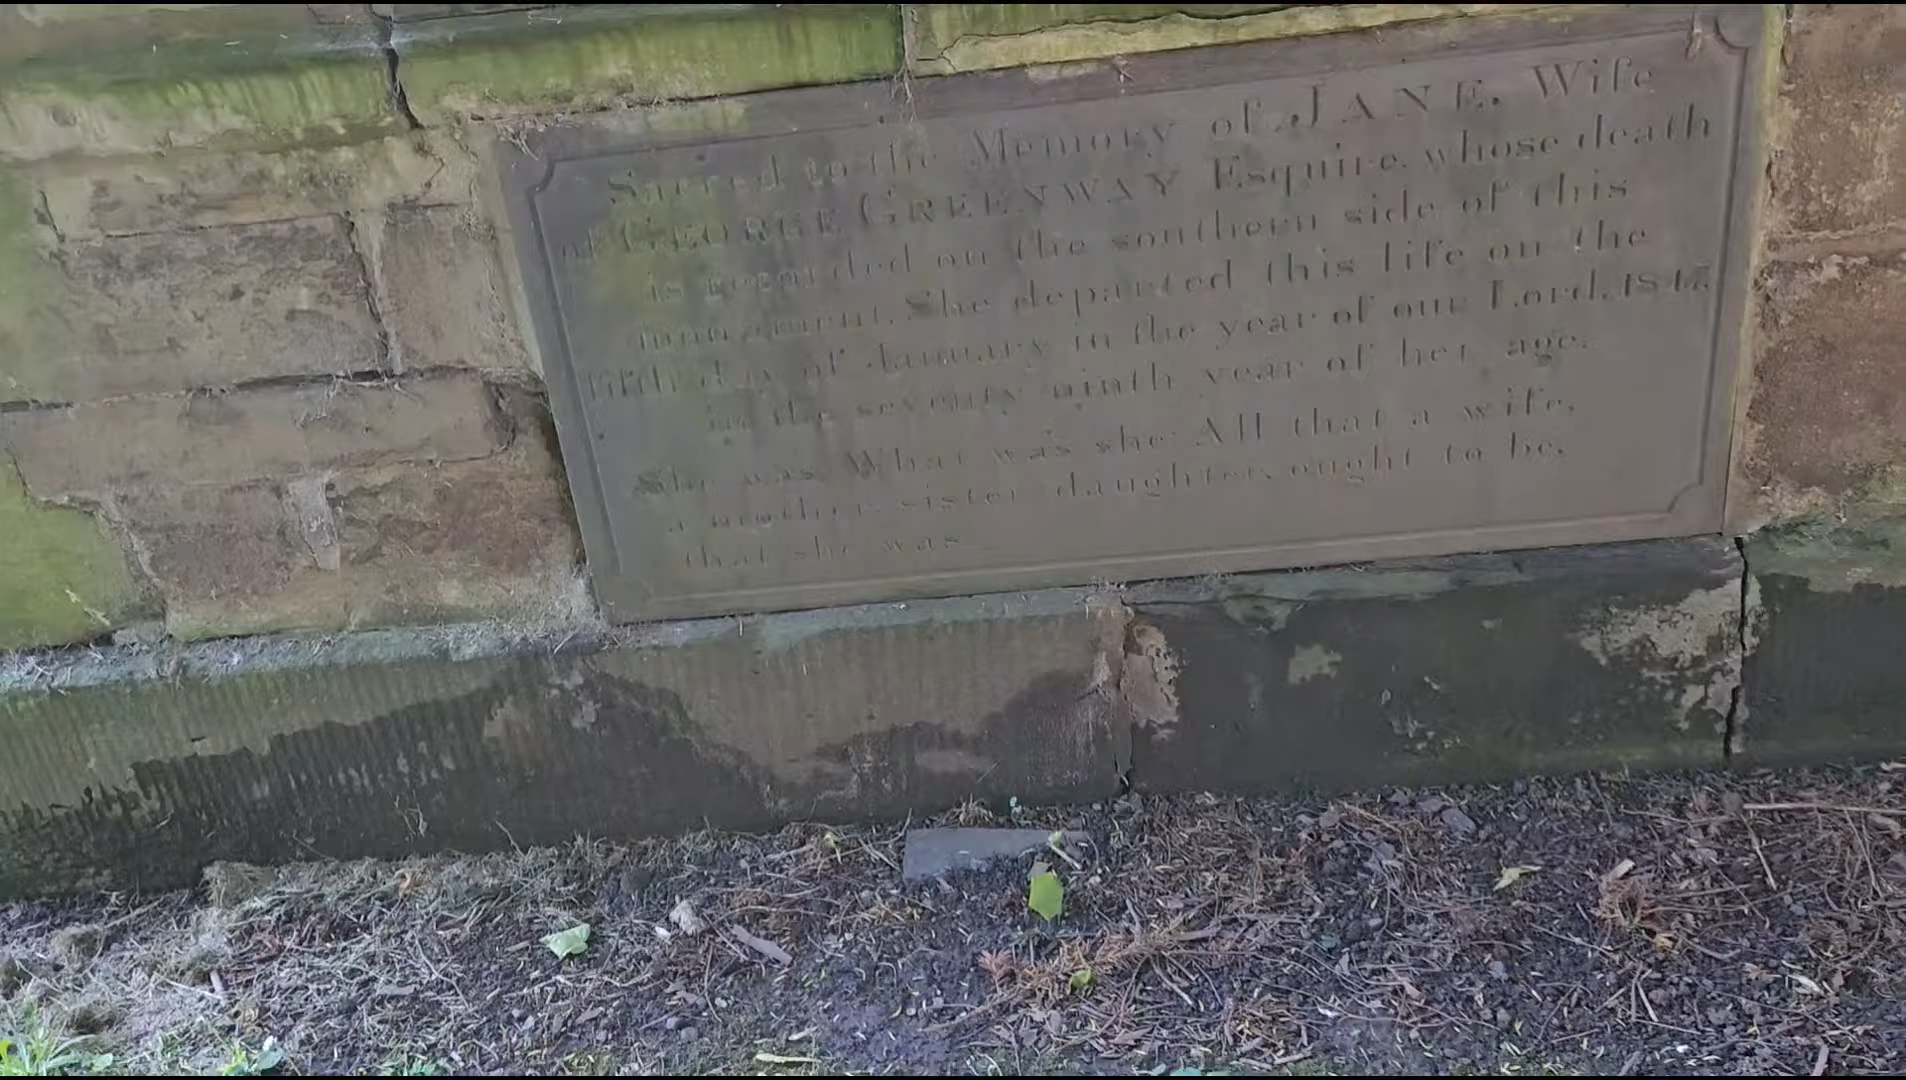 Sacred to the Memory of JANE, Wife
of GEORGE GREENWAY Esquire, whose death
is recorded on the southern side of this
monument. She departed this life on the
fifth day of January in the year of our Lord, 1847,
in the seventy ninth year of her age.
She was, What was she All that a wife,
a mother, sister daughter, ought to be,
that she was